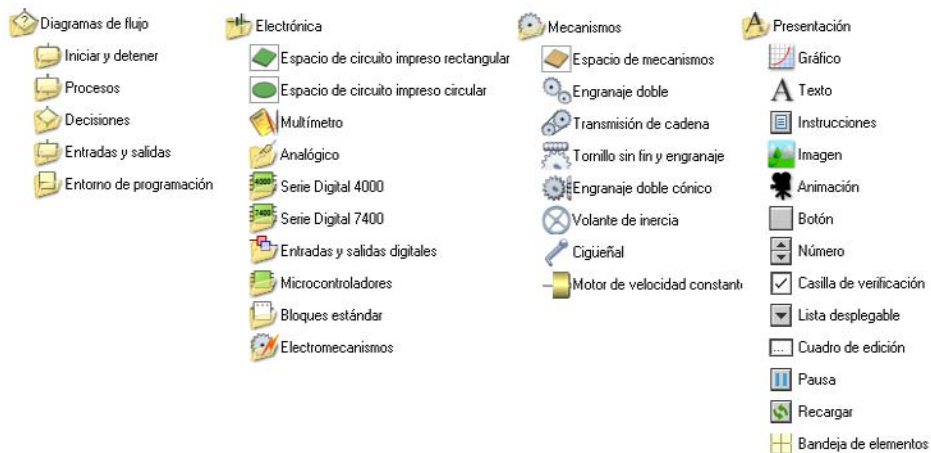 Diagramas de flujo
Iniciar y detener
Procesos
Decisiones
Entradas y salidas
Entorno de programación
Electrónica
Espacio de circuito impreso rectangular
Espacio de circuito impreso circular
Multímetro
Analógico
4000 Serie Digital 4000
7400 Serie Digital 7400
Entradas y salidas digitales
Microcontroladores
Bloques estándar
Electromecanismos
Mecanismos
Espacio de mecanismos
Engranaje doble
Transmisión de cadena
Tornillo sin fin y engranaje
Engranaje doble cónico
Volante de inercia
Cigüeñal
Motor de velocidad constant
A Presentación
Gráfico
A Texto
Instrucciones
Imagen
Animación
Botón
Número
Casilla de verificación
Lista desplegable
... Cuadro de edición
Pausa
Recargar
Bandeja de elementos